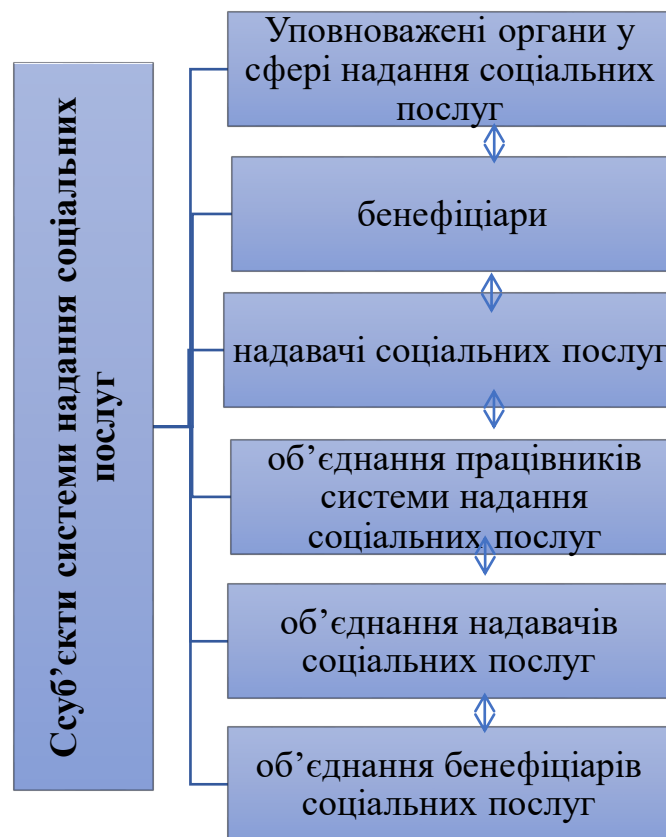 Ссуб’єкти системи надання соціальних
послуг
Уповноважені органи у
сфері надання соціальних
послуг
бенефіціари
надавачі соціальних послуг
об’єднання працівників
системи надання
соціальних послуг
об’єднання надавачів
соціальних послуг
об’єднання бенефіціарів
соціальних послуг